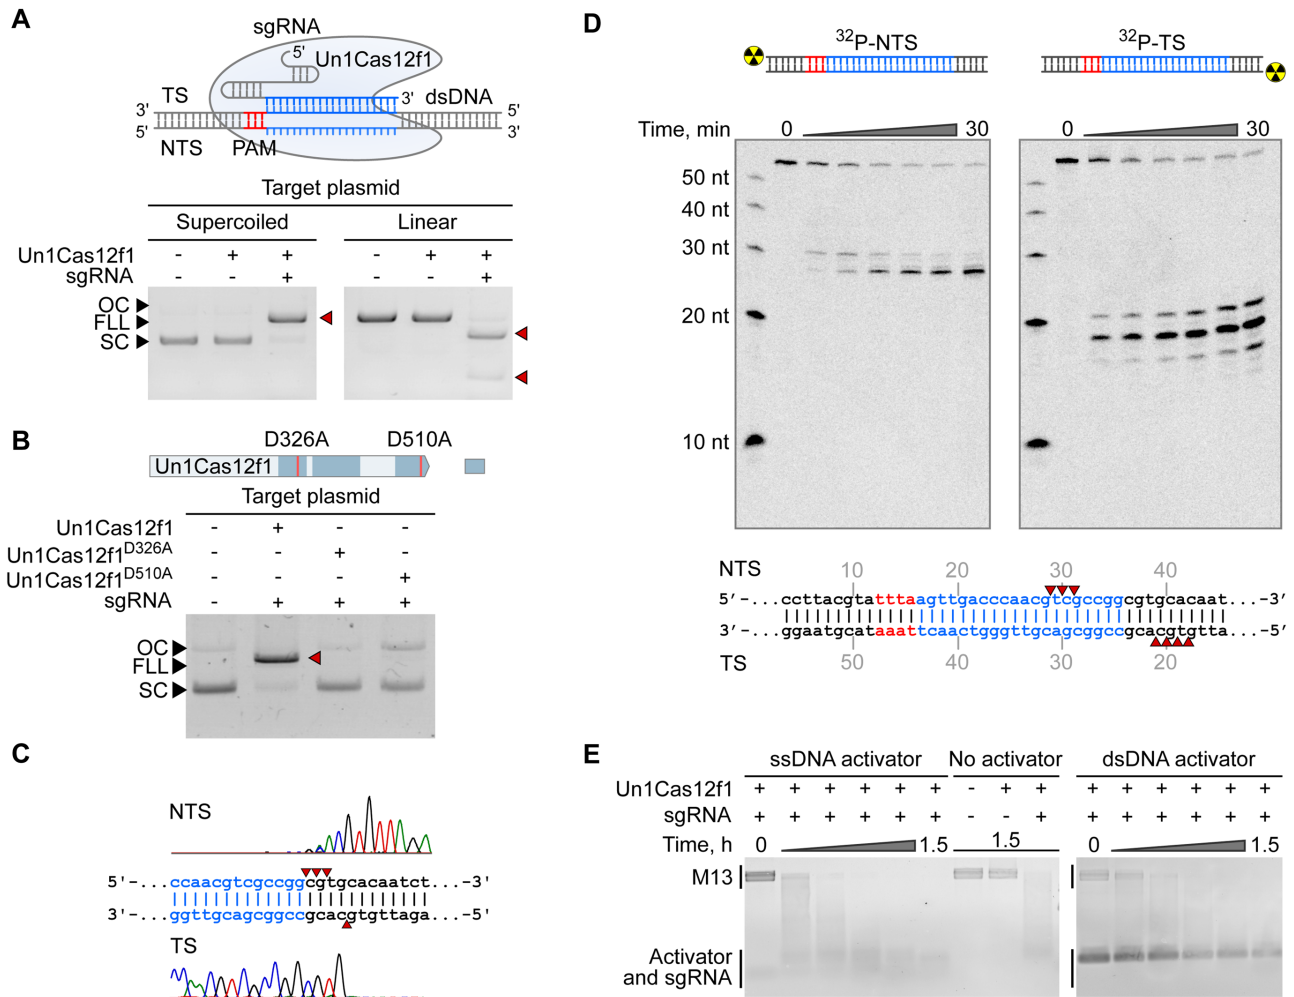 A
sgRNA
5'
Un1Cas12f1
TS
3' dsDNA
3' 5'
5' 3'
NTS PAM
Target plasmid
Supercoiled Linear
Un1Cas12f1 - + + - + +
sgRNA - - + - - +
OC
FLL
SC
B
D326A D510A
Un1Cas12f1
Target plasmid
Un1Cas12f1 - + - -
Un1Cas12f1D326A - - + -
Un1Cas12f1D510A - - - +
sgRNA - + + +
OC
FLL
SC
C
NTS
5'-...ccaacgtcgccggcgtgcacaatct...-3'
3'-...ggttgcagcggccgcacgtgttaga...-5'
TS
D
32P-NTS 32P-TS
Time, min 0 30 0 30
50 nt
40 nt
30 nt
20 nt
10 nt
NTS 10 20 30 40
5'-...ccttacgtatttaagttgacccaacgtcgccggcgtgcacaat...-3'
3'-...ggaatgcataaattcaactgggttgcagcggccgcacgtgtta...-5'
TS 50 40 30 20
E
ssDNA activator No activator dsDNA activator
Un1Cas12f1 + + + + + + - + + + + + + + +
sgRNA + + + + + + - - + + + + + + +
Time, h 0 1.5 1.5 0 1.5
M13
Activator
and sgRNA